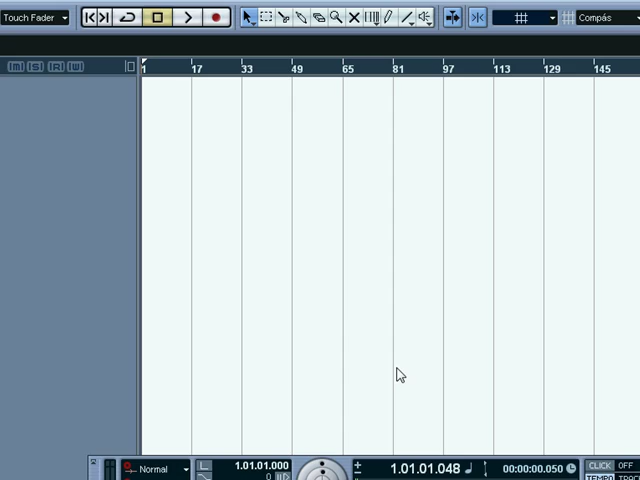 Touch Fader Compás
M S R W
1 17 33 49 65 81 97 113 129 145
Normal 1.01.01.000 1.01.01.048 00:00:00.050 CLICK OFF
0 TEMPO TRAC